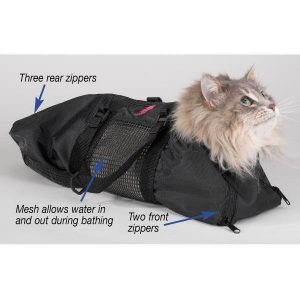 Three rear zippers
Mesh allows water in
and out during bathing
Two front
zippers